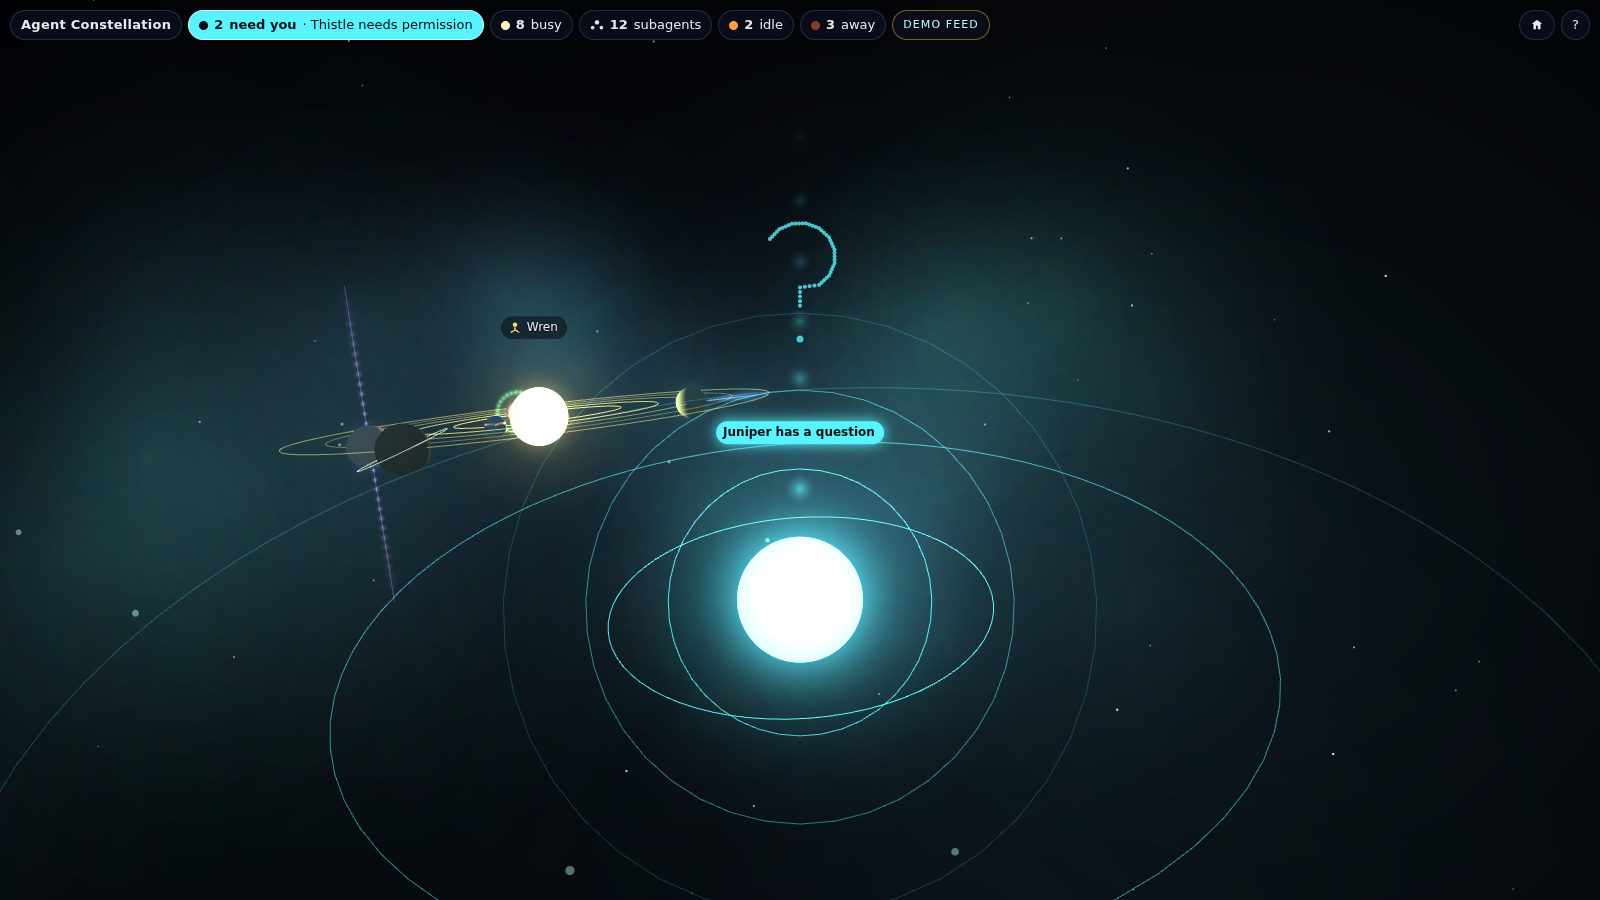 Agent Constellation
2 need you · Thistle needs permission
8 busy
12 subagents
2 idle
3 away
DEMO FEED
?
Wren
Juniper has a question